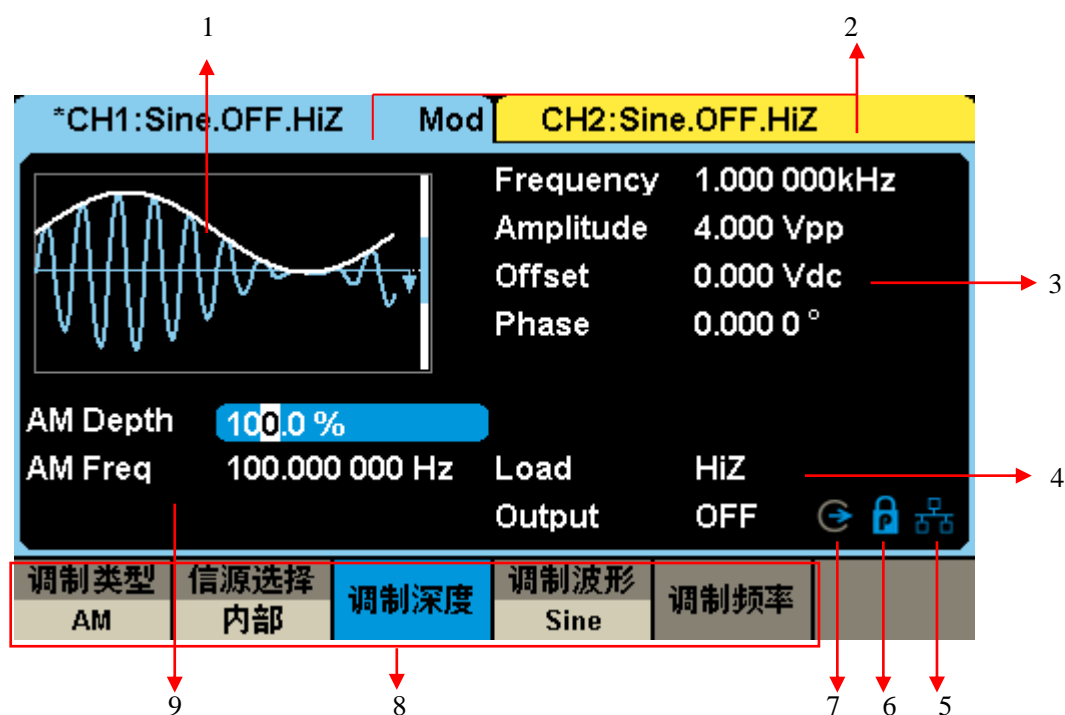 1 2
*CH1:Sine.OFF.HiZ Mod CH2:Sine.OFF.HiZ
Frequency 1.000 000kHz
Amplitude 4.000 Vpp
Offset 0.000 Vdc
3
Phase 0.000 0 °
AM Depth 100.0 %
AM Freq 100.000 000 Hz Load HiZ
4
Output OFF P
调制类型 信源选择 调制深度 调制波形 调制频率
AM 内部 Sine
9 8 7 6 5